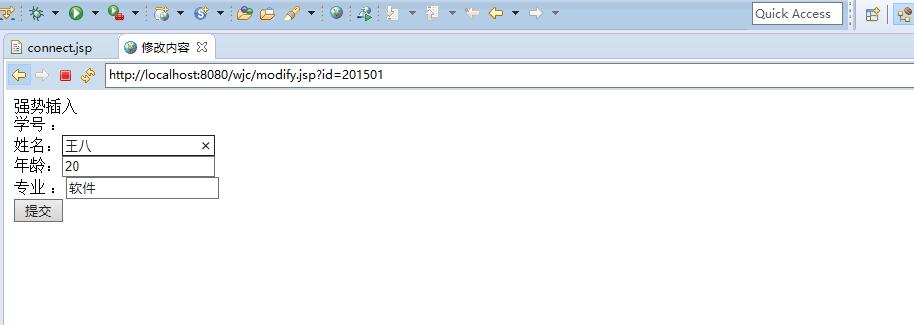 Quick Access
connect.jsp
修改内容
http://localhost:8080/wjc/modify.jsp?id=201501
强势插入
学号：
姓名：王八
年龄：20
专业：软件
提交